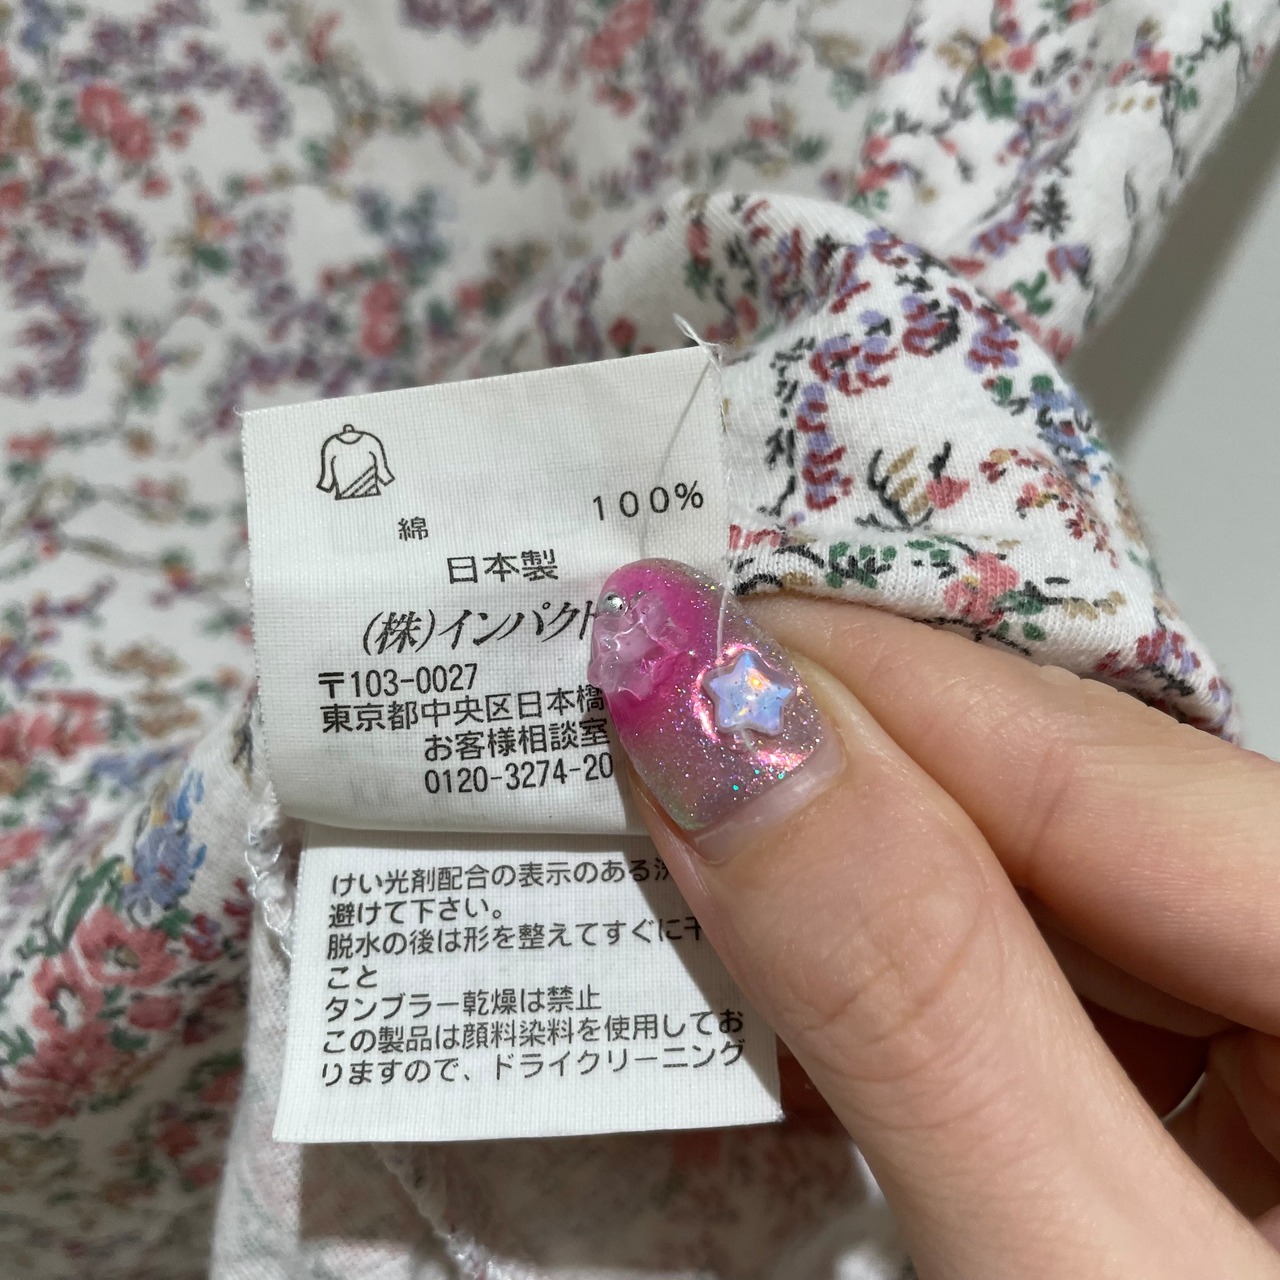 綿 100%
日本製
(株)インパクト
〒103-0027
東京都中央区日本橋
お客様相談室
0120-3274-20
けい光剤配合の表示のある洗
避けて下さい。
脱水の後は形を整えてすぐに干
こと
タンブラー乾燥は禁止
この製品は顔料染料を使用してお
りますので、ドライクリーニング